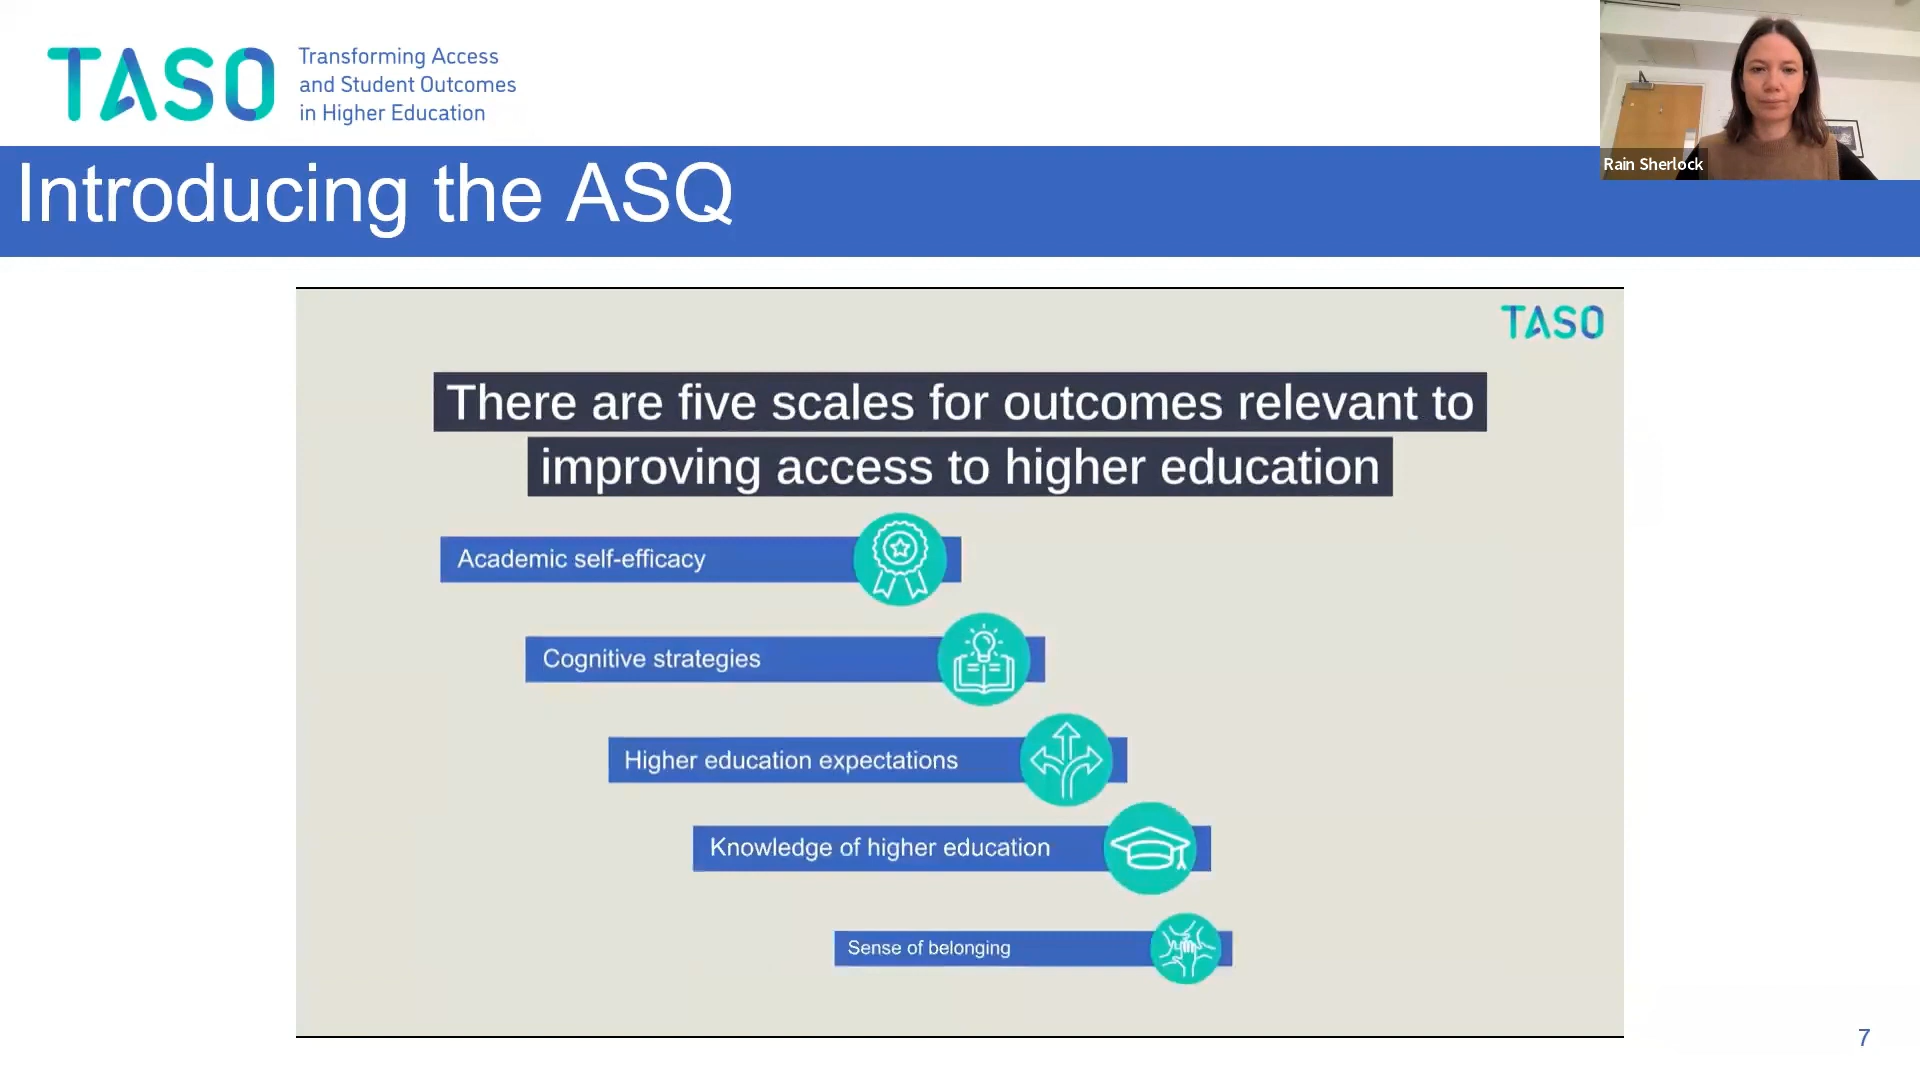 TASO
Transforming Access
and Student Outcomes
in Higher Education
Rain Sherlock
Introducing the ASQ
TASO
There are five scales for outcomes relevant to
improving access to higher education
Academic self-efficacy
Cognitive strategies
Higher education expectations
Knowledge of higher education
Sense of belonging
7